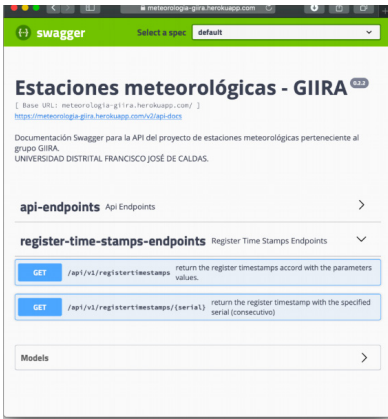 meteorologia-giira.herokuapp.com
swagger
Select a spec
default
Estaciones meteorológicas - GIIRA 0.2.2
[ Base URL: meteorologia-giira.herokuapp.com/ ]
https://meteorologia-giira.herokuapp.com/v2/api-docs
Documentación Swagger para la API del proyecto de estaciones meteorológicas perteneciente al
grupo GIIRA.
UNIVERSIDAD DISTRITAL FRANCISCO JOSÉ DE CALDAS.
api-endpoints Api Endpoints
register-time-stamps-endpoints Register Time Stamps Endpoints
GET /api/v1/registertimestamps return the register timestamps accord with the parameters
values.
GET /api/v1/registertimestamps/{serial} return the register timestamp with the specified
serial (consecutivo)
Models